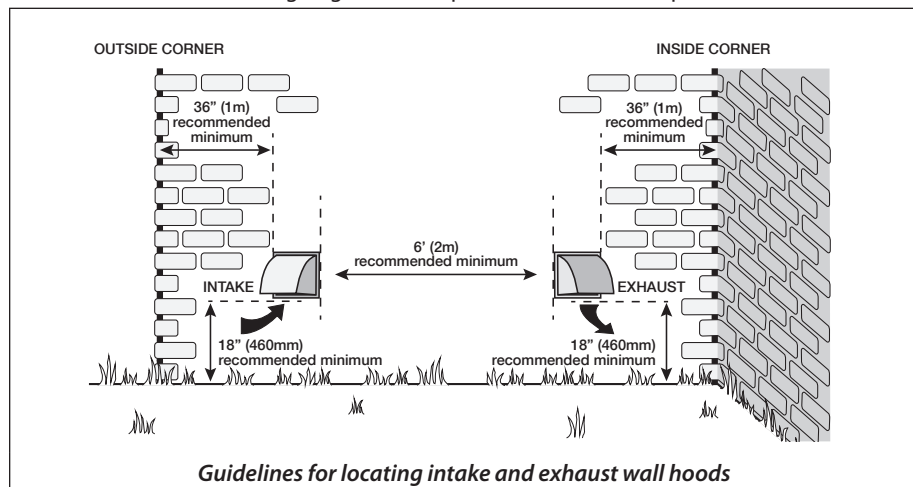 OUTSIDE CORNER
INSIDE CORNER
36” (1m)
recommended
minimum
36” (1m)
recommended
minimum
6’ (2m)
recommended minimum
INTAKE
EXHAUST
18” (460mm)
recommended minimum
18” (460mm)
recommended minimum
Guidelines for locating intake and exhaust wall hoods